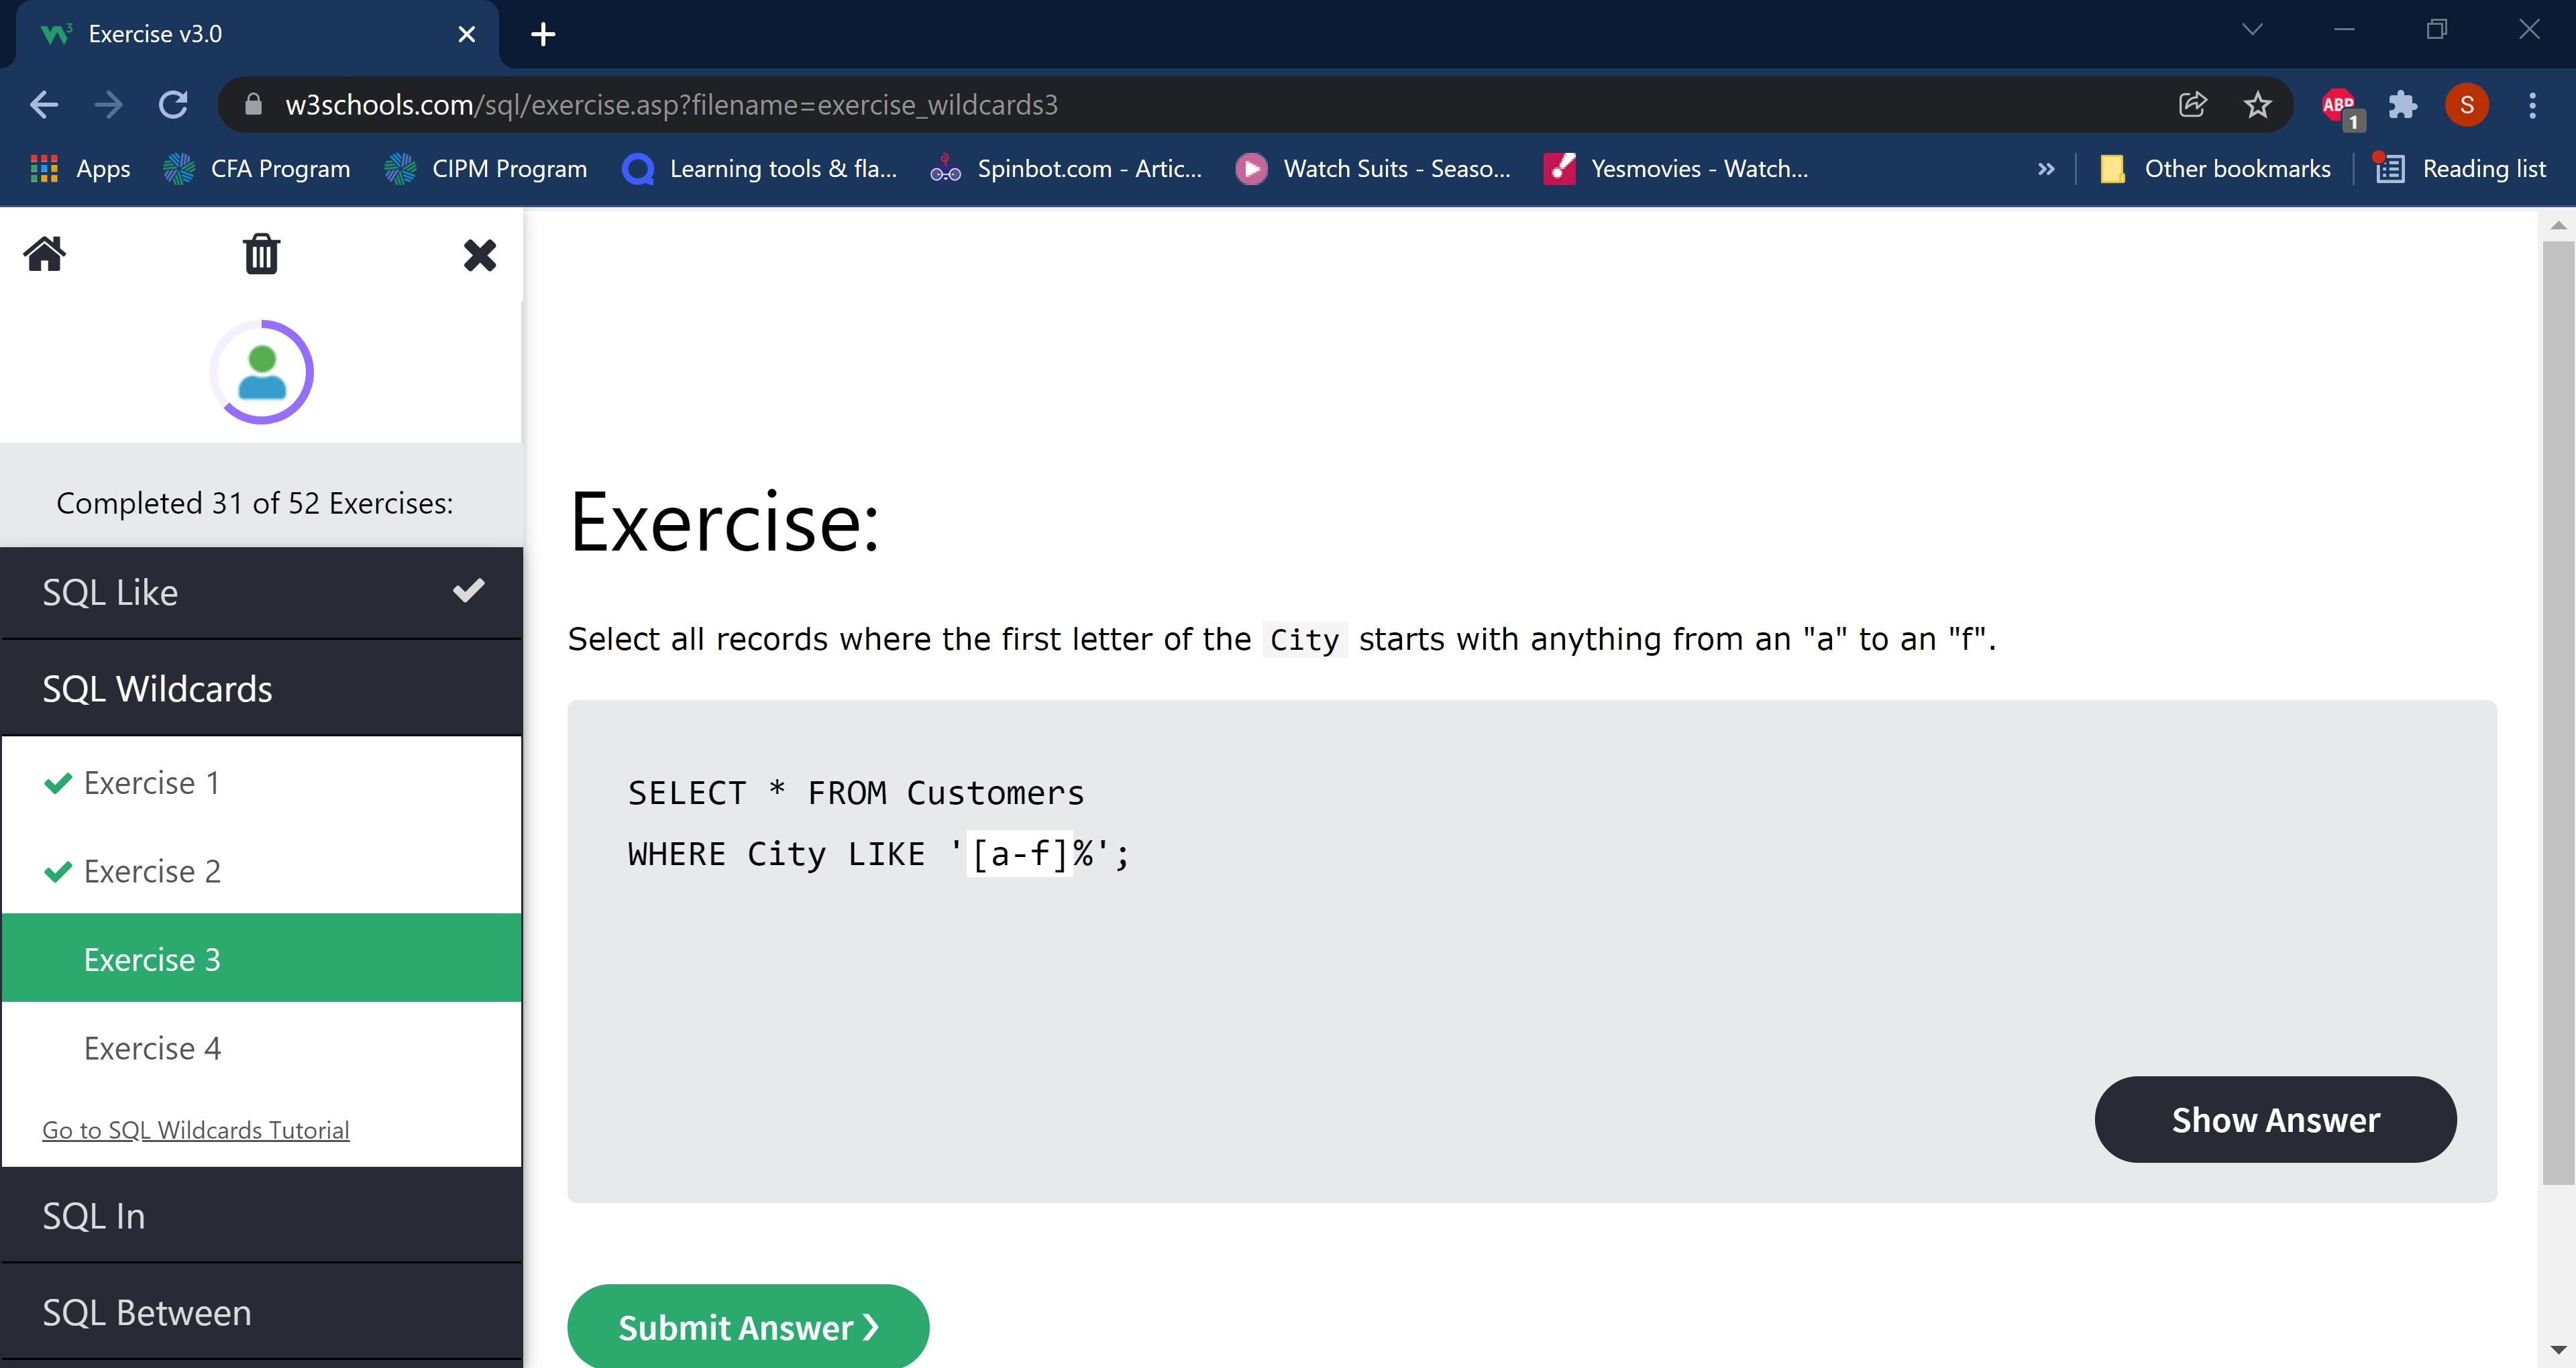 Exercise v3.0
w3schools.com/sql/exercise.asp?filename=exercise_wildcards3
ABP
1
S
Apps
CFA Program
CIPM Program
Learning tools & fla...
Spinbot.com - Artic...
Watch Suits - Seaso...
Yesmovies - Watch...
»
Other bookmarks
Reading list
Completed 31 of 52 Exercises:
SQL Like
SQL Wildcards
Exercise 1
Exercise 2
Exercise 3
Exercise 4
Go to SQL Wildcards Tutorial
SQL In
SQL Between
Exercise:
Select all records where the first letter of the City starts with anything from an "a" to an "f".
SELECT * FROM Customers
WHERE City LIKE '[a-f]%';
Show Answer
Submit Answer ❯